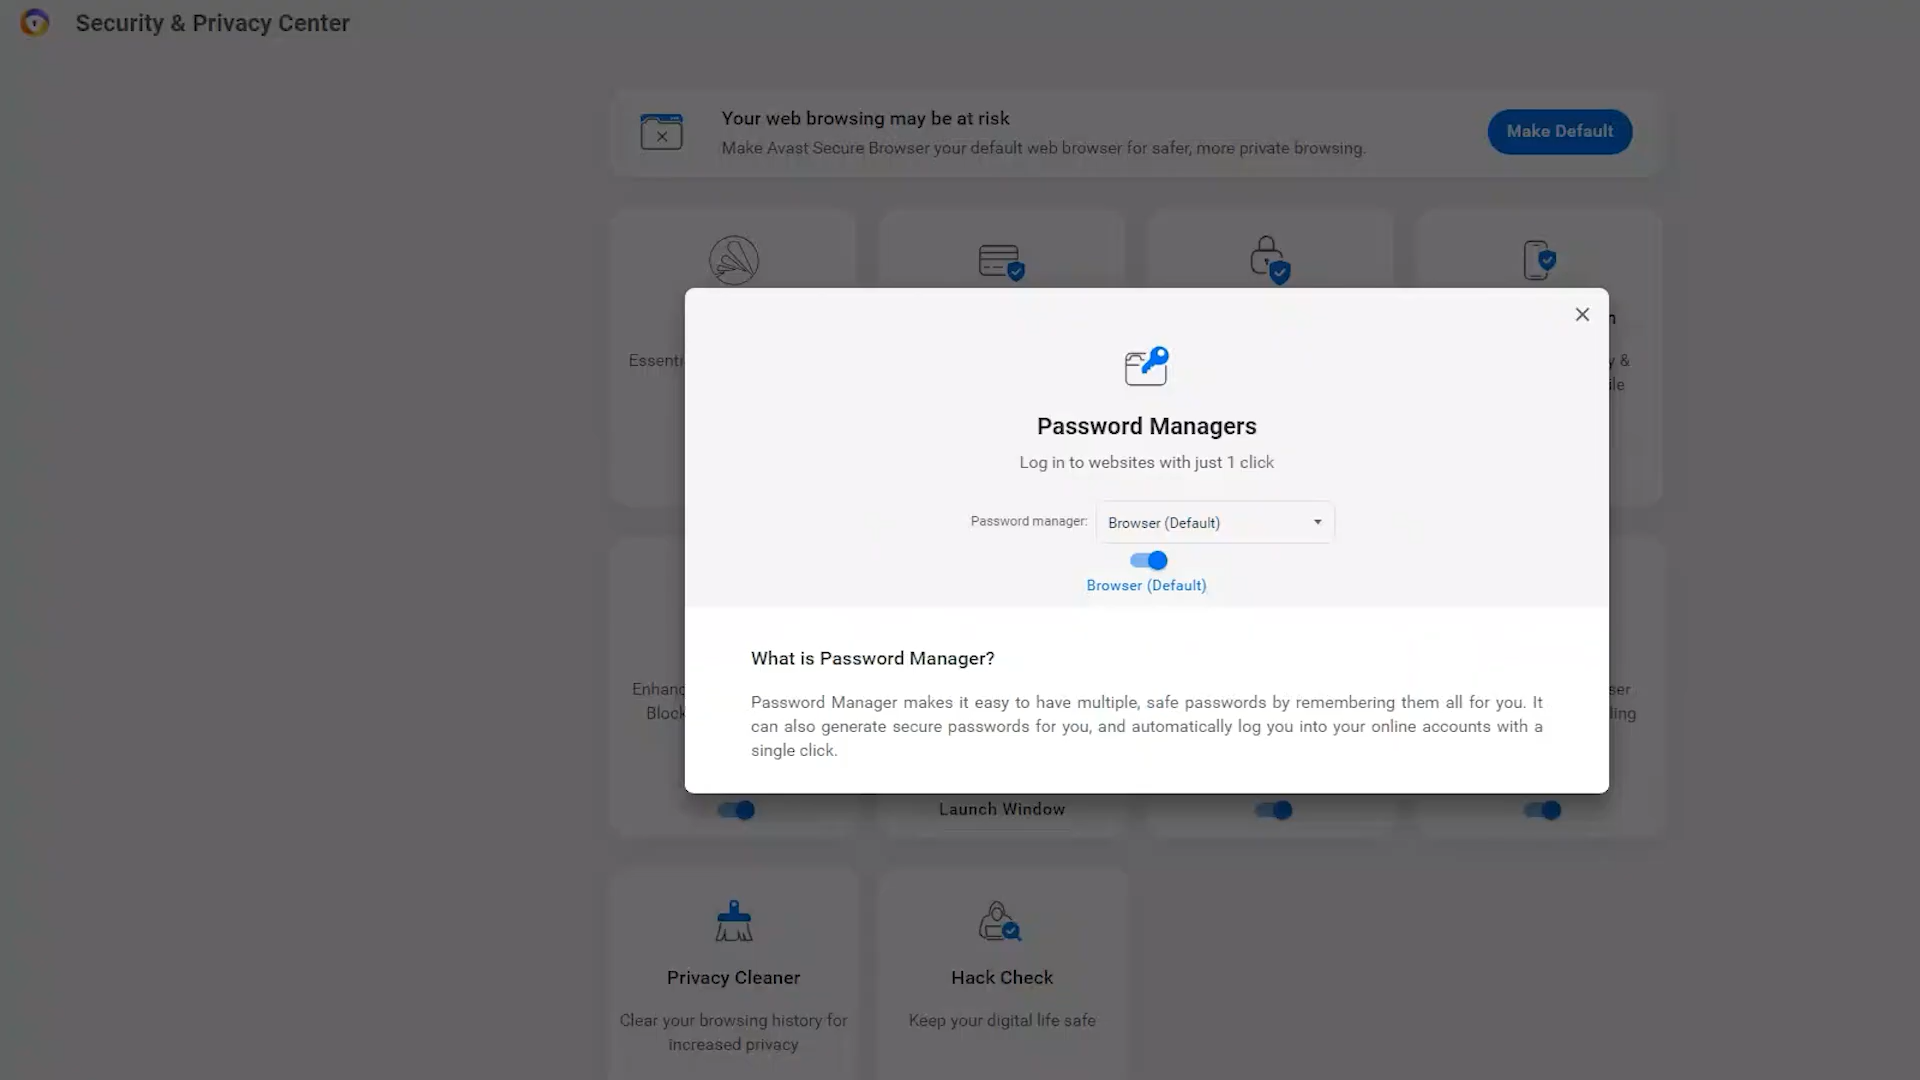 Security & Privacy Center
Your web browsing may be at risk
Make Avast Secure Browser your default web browser for safer, more private browsing.
Make Default
Password Managers
Log in to websites with just 1 click
Password manager:
Browser (Default)
Browser (Default)
What is Password Manager?
Password Manager makes it easy to have multiple, safe passwords by remembering them all for you. It
can also generate secure passwords for you, and automatically log you into your online accounts with a
single click.
Launch Window
Privacy Cleaner
Clear your browsing history for
increased privacy
Hack Check
Keep your digital life safe